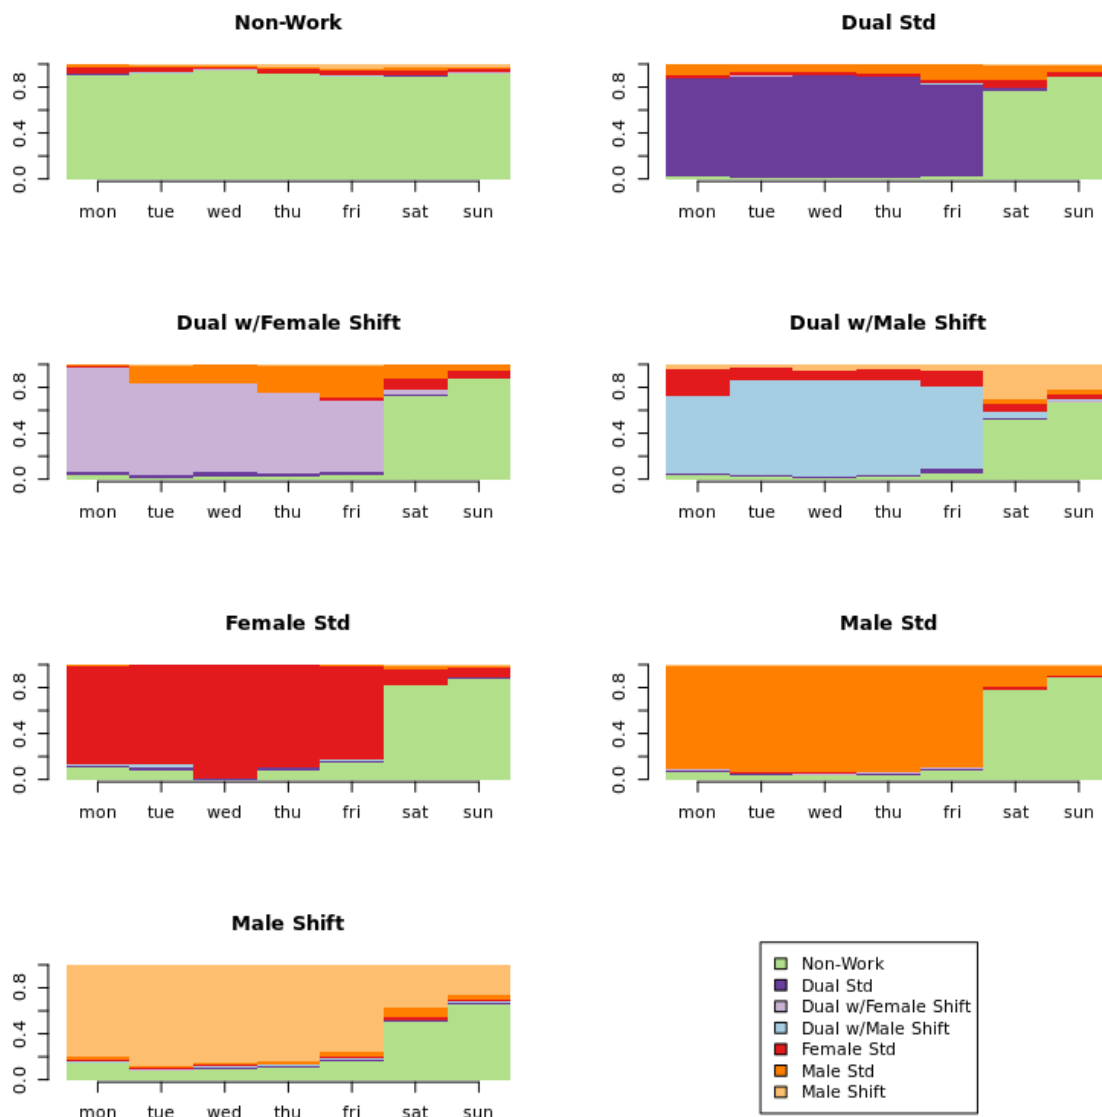 Non-Work
0.0 0.4 0.8
mon tue wed thu fri sat sun
Dual Std
0.0 0.4 0.8
mon tue wed thu fri sat sun
Dual w/Female Shift
0.0 0.4 0.8
mon tue wed thu fri sat sun
Dual w/Male Shift
0.0 0.4 0.8
mon tue wed thu fri sat sun
Female Std
0.0 0.4 0.8
mon tue wed thu fri sat sun
Male Std
0.0 0.4 0.8
mon tue wed thu fri sat sun
Male Shift
0.0 0.4 0.8
mon tue wed thu fri sat sun
Non-Work
Dual Std
Dual w/Female Shift
Dual w/Male Shift
Female Std
Male Std
Male Shift